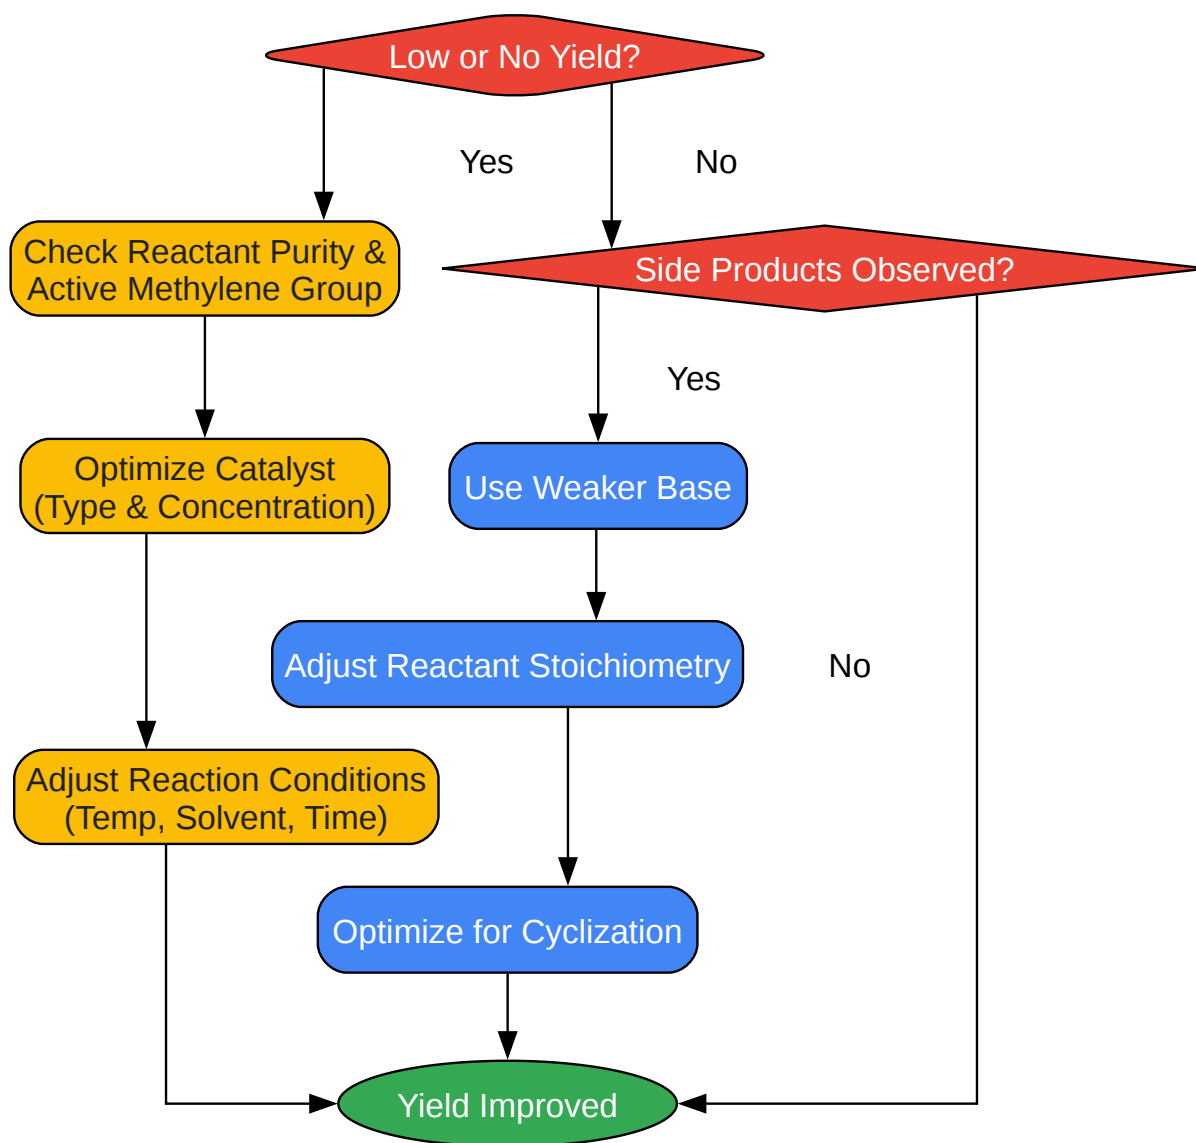 Low or No Yield?
Yes
No
Check Reactant Purity &
Active Methylene Group
Side Products Observed?
Yes
Optimize Catalyst
(Type & Concentration)
Use Weaker Base
Adjust Reactant Stoichiometry
No
Adjust Reaction Conditions
(Temp, Solvent, Time)
Optimize for Cyclization
Yield Improved